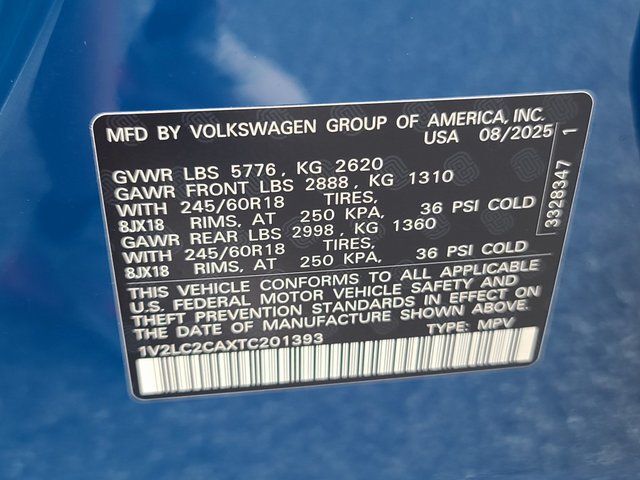 MFD BY VOLKSWAGEN GROUP OF AMERICA, INC.
USA 08/2025
GVWR LBS 5776, KG 2620
GAWR FRONT LBS 2888, KG 1310
WITH 245/60R18 TIRES,
8JX18 RIMS, AT 250 KPA, 36 PSI COLD
GAWR REAR LBS 2998, KG 1360
WITH 245/60R18 TIRES,
8JX18 RIMS, AT 250 KPA, 36 PSI COLD
THIS VEHICLE CONFORMS TO ALL APPLICABLE
U.S. FEDERAL MOTOR VEHICLE SAFETY AND
THEFT PREVENTION STANDARDS IN EFFECT ON
THE DATE OF MANUFACTURE SHOWN ABOVE.
1V2LC2CAXTC201393 TYPE: MPV
3328347 1